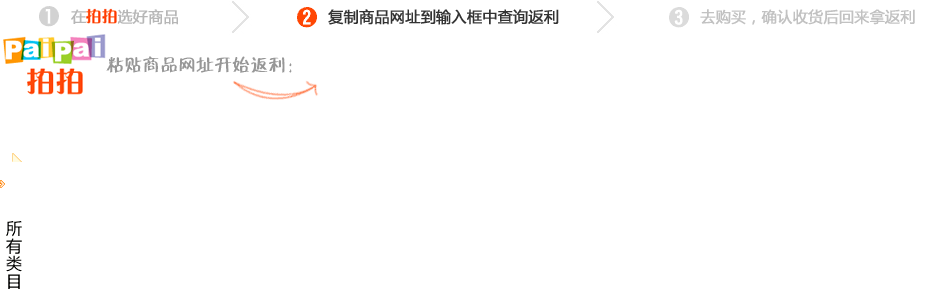 1 在拍拍选好商品
2 复制商品网址到输入框中查询返利
3 去购买，确认收货后回来拿返利
PaiPai
拍拍
粘贴商品网址开始返利：
所
有
类
目